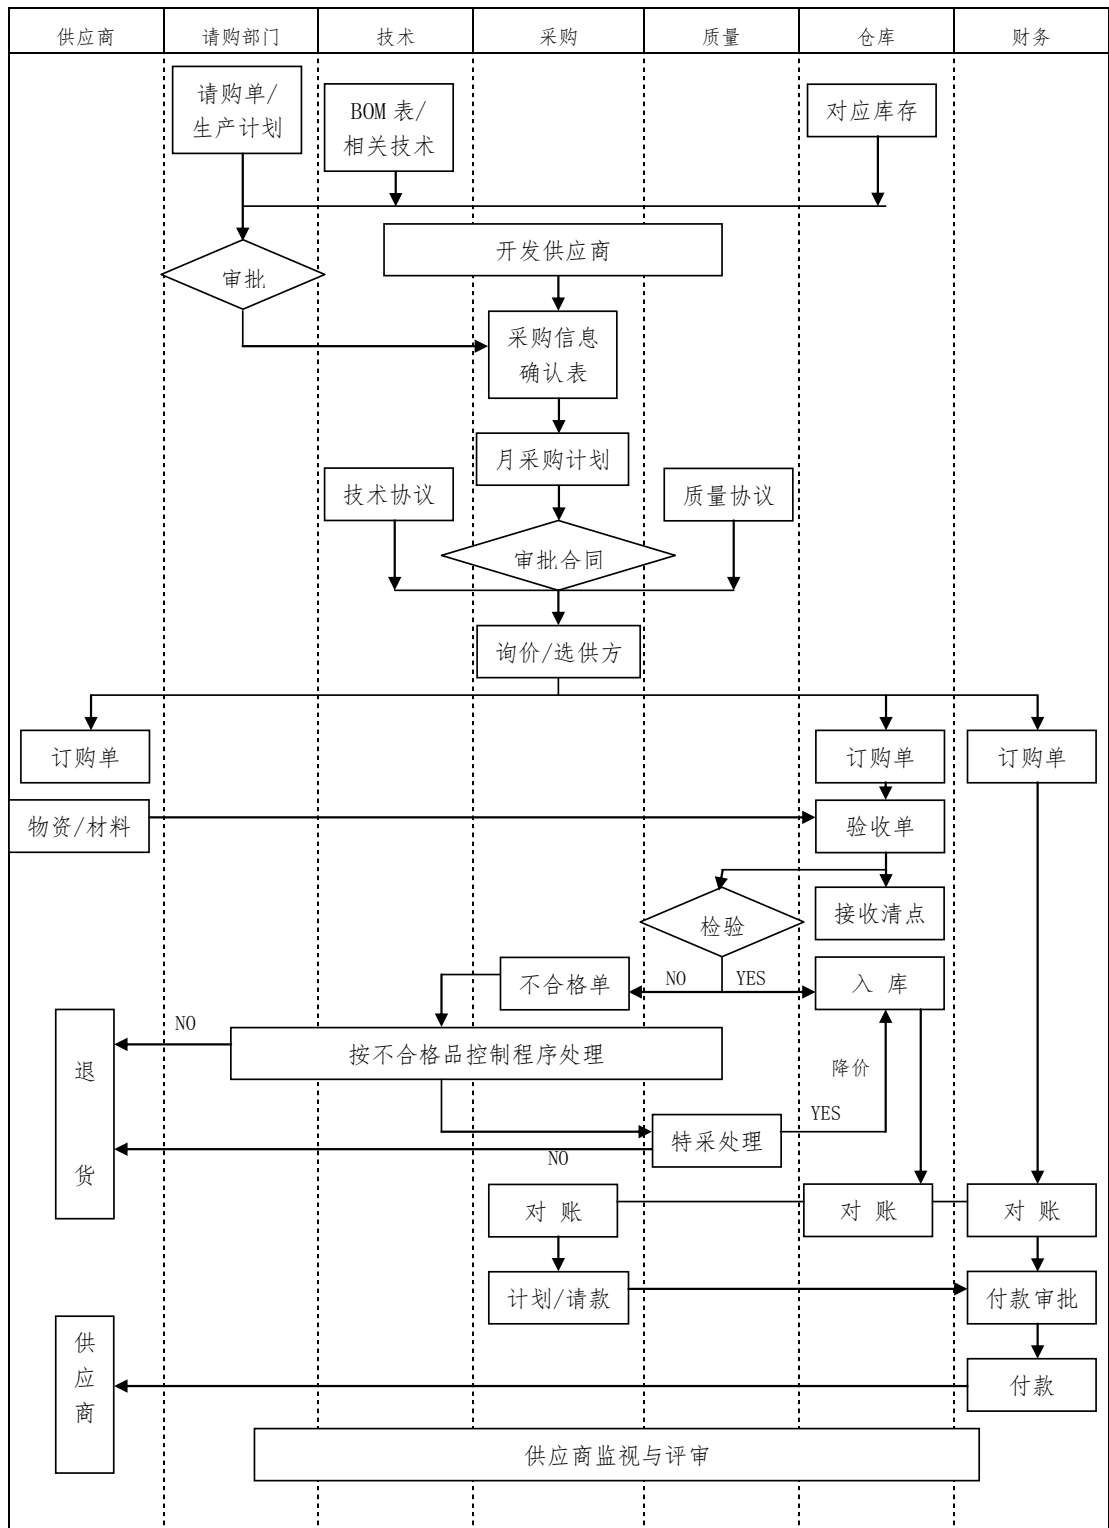 供应商
请购部门
技术
采购
质量
仓库
财务
请购单/
生产计划
BOM 表/
相关技术
对应库存
审批
开发供应商
采购信息
确认表
月采购计划
技术协议
质量协议
审批合同
询价/选供方
订购单
订购单
订购单
物资/材料
验收单
检验
接收清点
不合格单
NO
YES
入 库
NO
按不合格品控制程序处理
降价
退
货
特采处理
YES
NO
对 账
对 账
对 账
计划/请款
付款审批
供
应
商
付款
供应商监视与评审